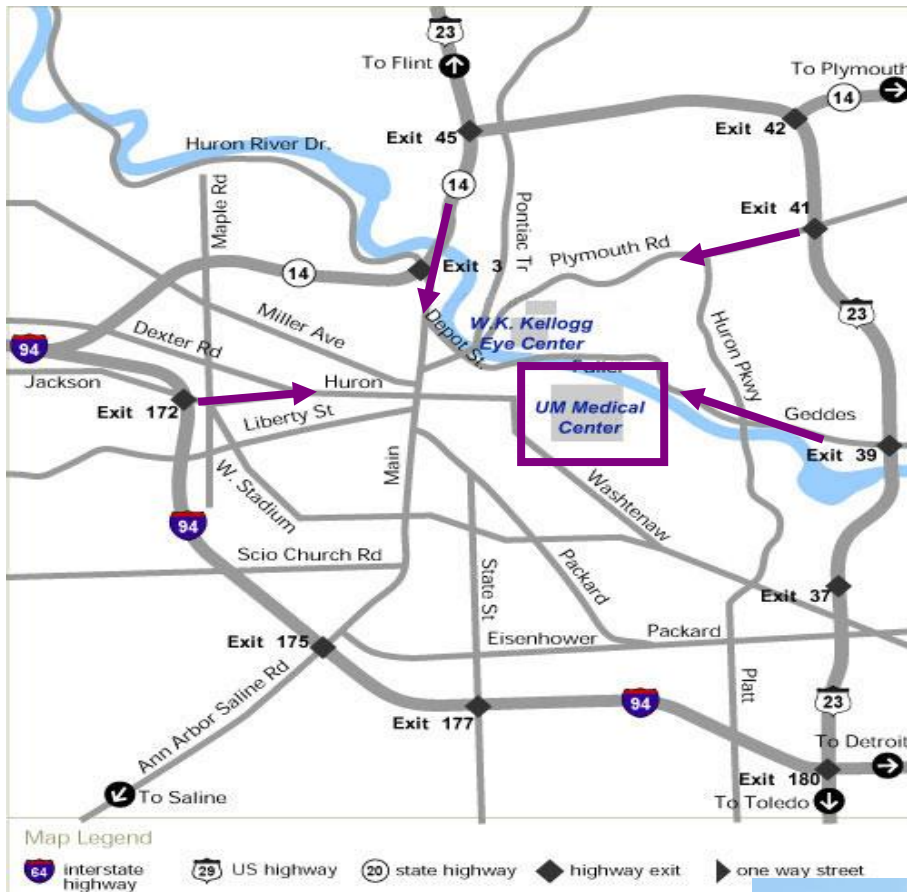 23
To Flint
To Plymouth
14
Exit 45
Exit 42
Huron River Dr.
14
Maple Rd
Pontiac Tr
Exit 41
Plymouth Rd
Exit 3
14
Miller Ave
Dexter Rd
Depot St.
W.K. Kellogg
Eye Center
Huron Pkwy
23
94
Jackson
Huron
Fuller
Exit 172
Liberty St
UM Medical
Center
Geddes
Exit 39
Main
W. Stadium
Washtenaw
94
Scio Church Rd
State St
Packard
Exit 37
Exit 175
Eisenhower
Packard
Ann Arbor Saline Rd
Platt
94
23
Exit 177
To Detroit
Exit 180
To Saline
To Toledo
Map Legend
64 interstate
highway
29 US highway
20 state highway
highway exit
one way street